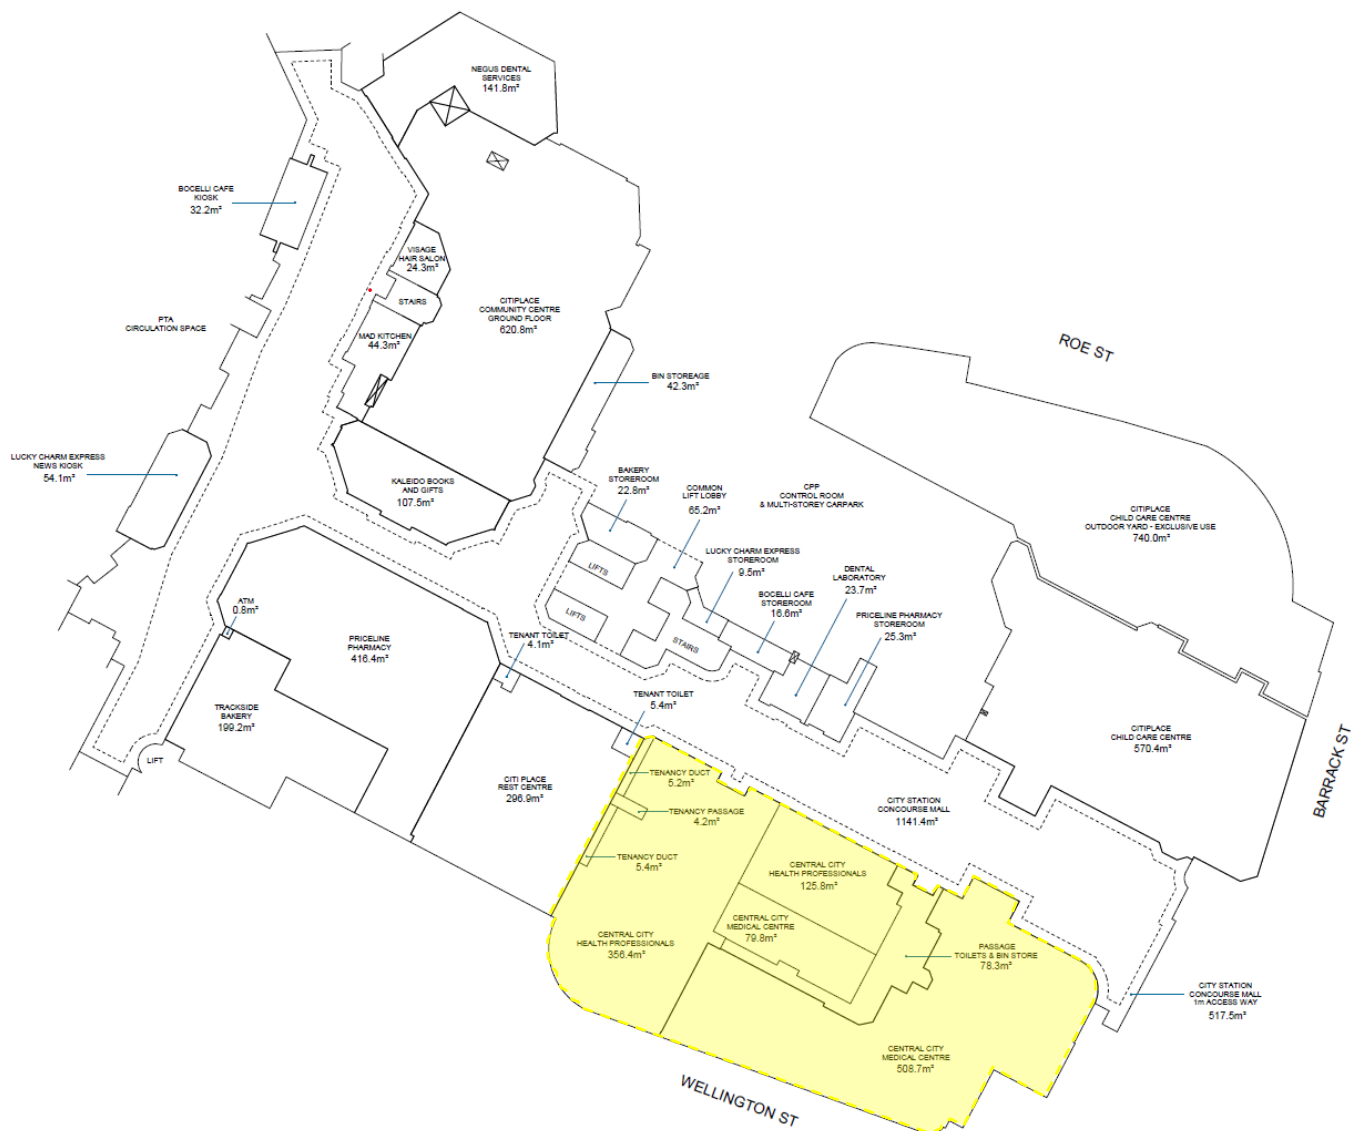 NEGUS DENTAL
SERVICES
141.8m²
BOCELLI CAFE
KIOSK
32.2m²
VISAGE
HAIR SALON
24.3m²
STAIRS
CITIPLACE
COMMUNITY CENTRE
GROUND FLOOR
620.8m²
PTA
CIRCULATION SPACE
MAD KITCHEN
44.3m²
ROE ST
BIN STOREAGE
42.3m²
LUCKY CHARM EXPRESS
NEWS KIOSK
54.1m²
KALEIDO BOOKS
AND GIFTS
107.5m²
BAKERY
STOREROOM
22.8m²
COMMON
LIFT LOBBY
65.2m²
CPP
CONTROL ROOM
& MULTI-STOREY CARPARK
CITIPLACE
CHILD CARE CENTRE
OUTDOOR YARD - EXCLUSIVE USE
740.0m²
LUCKY CHARM EXPRESS
STOREROOM
9.5m²
LIFTS
DENTAL
LABORATORY
23.7m²
BOCELLI CAFE
STOREROOM
16.6m²
PRICELINE PHARMACY
STOREROOM
25.3m²
ATM
0.8m²
LIFTS
STAIRS
PRICELINE
PHARMACY
416.4m²
TENANT TOILET
4.1m²
TENANT TOILET
5.4m²
TRACKSIDE
BAKERY
199.2m²
CITIPLACE
CHILD CARE CENTRE
570.4m²
BARRACK ST
LIFT
CITI PLACE
REST CENTRE
296.9m²
TENANCY DUCT
5.2m²
TENANCY PASSAGE
4.2m²
CITY STATION
CONCOURSE MALL
1141.4m²
TENANCY DUCT
5.4m²
CENTRAL CITY
HEALTH PROFESSIONALS
125.8m²
CENTRAL CITY
MEDICAL CENTRE
79.8m²
CENTRAL CITY
HEALTH PROFESSIONALS
356.4m²
PASSAGE
TOILETS & BIN STORE
78.3m²
CITY STATION
CONCOURSE MALL
1m ACCESS WAY
517.5m²
CENTRAL CITY
MEDICAL CENTRE
508.7m²
WELLINGTON ST